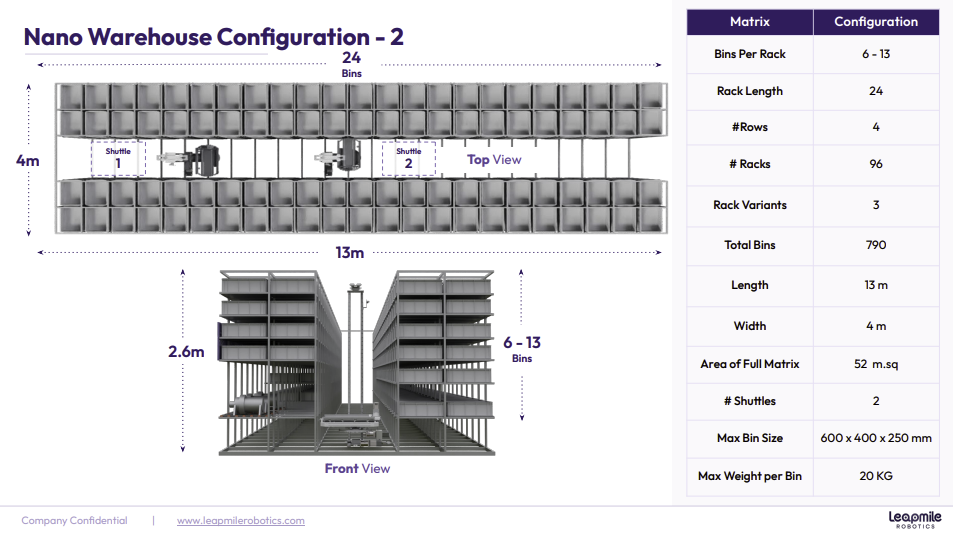 Nano Warehouse Configuration - 2
24
Bins
4m
Shuttle
1
Shuttle
2
Top View
13m
2.6m
6 - 13
Bins
Front View
Matrix Configuration
Bins Per Rack 6 - 13
Rack Length 24
#Rows 4
# Racks 96
Rack Variants 3
Total Bins 790
Length 13 m
Width 4 m
Area of Full Matrix 52 m.sq
# Shuttles 2
Max Bin Size 600 x 400 x 250 mm
Max Weight per Bin 20 KG
Company Confidential | www.leapmilerobotics.com
Leapmile
ROBOTICS